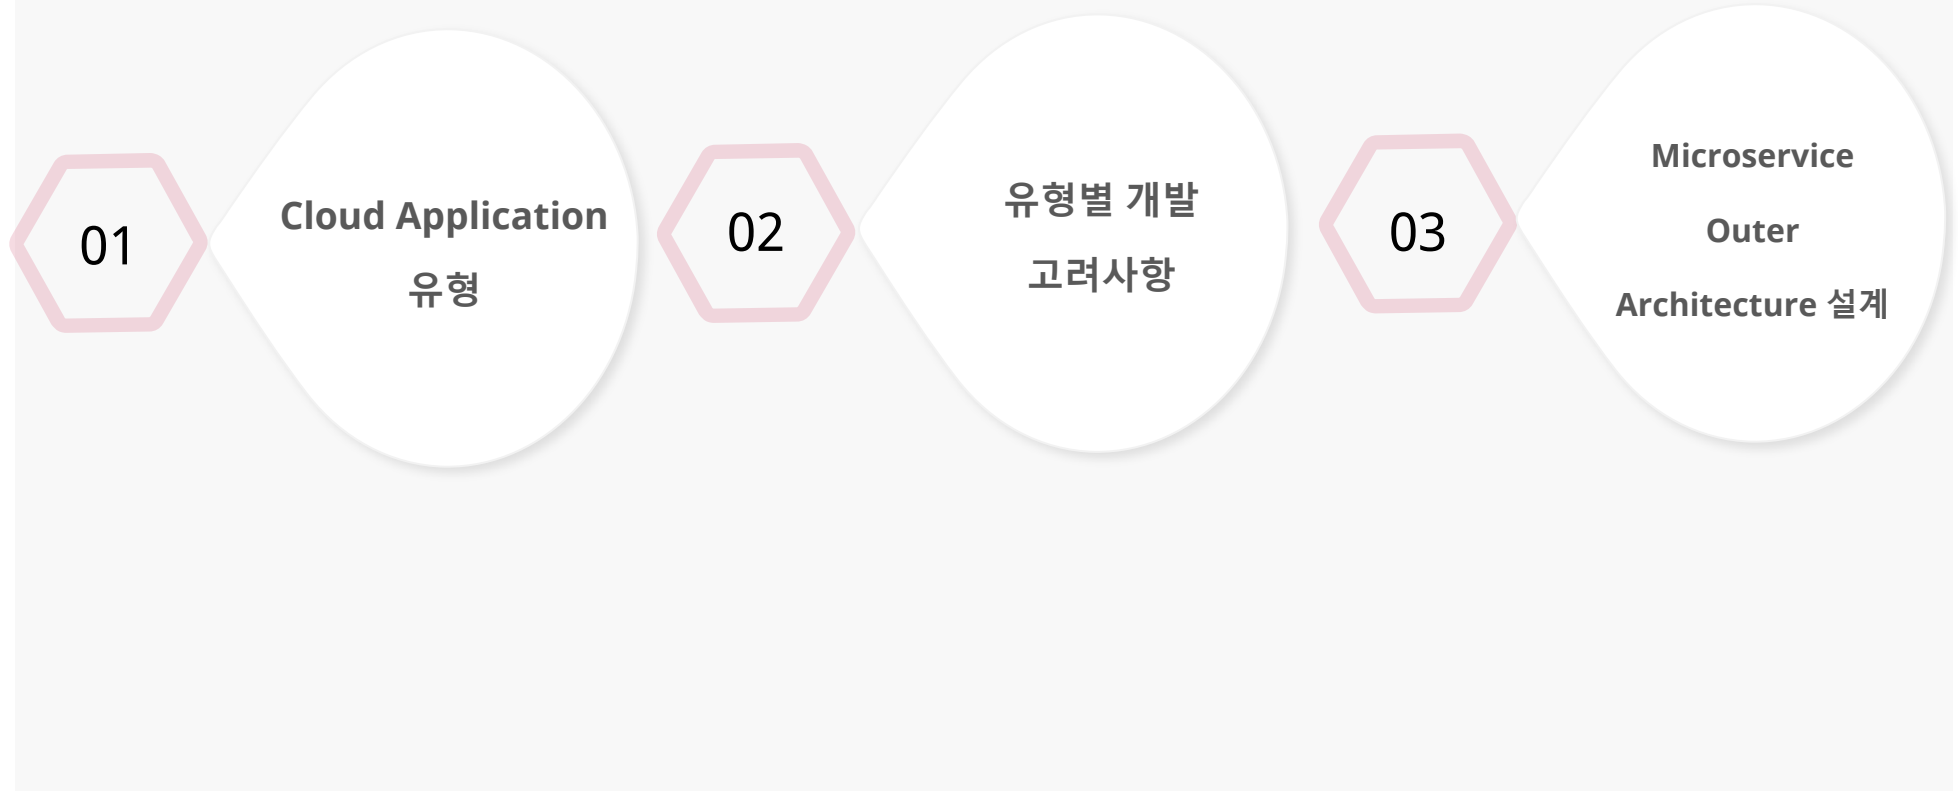 01
Cloud Application
유형
02
유형별 개발
고려사항
03
Microservice
Outer
Architecture 설계